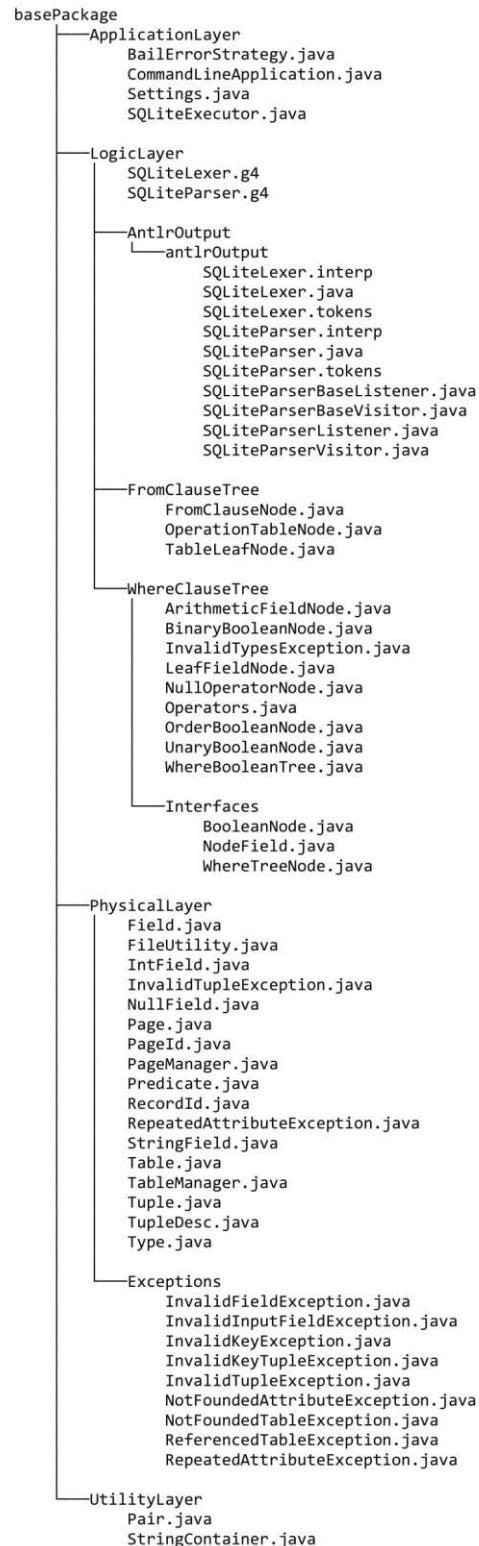 basePackage
ApplicationLayer
BailErrorStrategy.java
CommandLineApplication.java
Settings.java
SQLiteExecutor.java
LogicLayer
SQLiteLexer.g4
SQLiteParser.g4
AntlrOutput
antlrOutput
SQLiteLexer.interp
SQLiteLexer.java
SQLiteLexer.tokens
SQLiteParser.interp
SQLiteParser.java
SQLiteParser.tokens
SQLiteParserBaseListener.java
SQLiteParserBaseVisitor.java
SQLiteParserListener.java
SQLiteParserVisitor.java
FromClauseTree
FromClauseNode.java
OperationTableNode.java
TableLeafNode.java
WhereClauseTree
ArithmeticFieldNode.java
BinaryBooleanNode.java
InvalidTypesException.java
LeafFieldNode.java
NullOperatorNode.java
Operators.java
OrderBooleanNode.java
UnaryBooleanNode.java
WhereBooleanTree.java
Interfaces
BooleanNode.java
NodeField.java
WhereTreeNode.java
PhysicalLayer
Field.java
FileUtility.java
IntField.java
InvalidTupleException.java
NullField.java
Page.java
PageId.java
PageManager.java
Predicate.java
RecordId.java
RepeatedAttributeException.java
StringField.java
Table.java
TableManager.java
Tuple.java
TupleDesc.java
Type.java
Exceptions
InvalidFieldException.java
InvalidInputFieldException.java
InvalidKeyException.java
InvalidKeyTupleException.java
InvalidTupleException.java
NotFoundedAttributeException.java
NotFoundedTableException.java
ReferencedTableException.java
RepeatedAttributeException.java
UtilityLayer
Pair.java
StringContainer.java